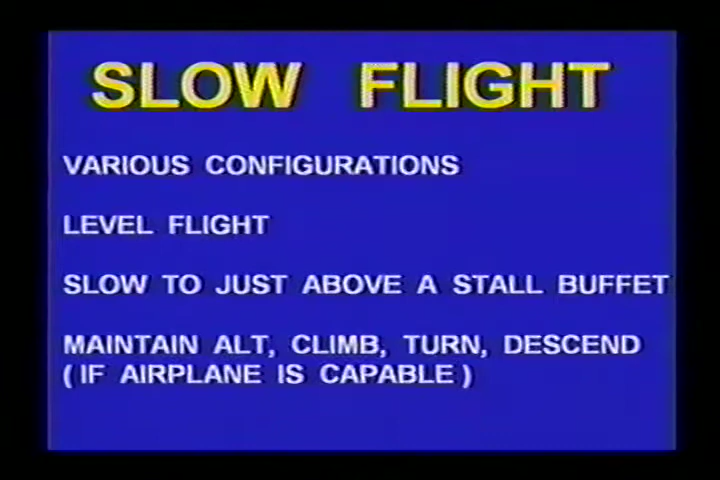 SLOW FLIGHT
VARIOUS CONFIGURATIONS
LEVEL FLIGHT
SLOW TO JUST ABOVE A STALL BUFFET
MAINTAIN ALT, CLIMB, TURN, DESCEND
(IF AIRPLANE IS CAPABLE)